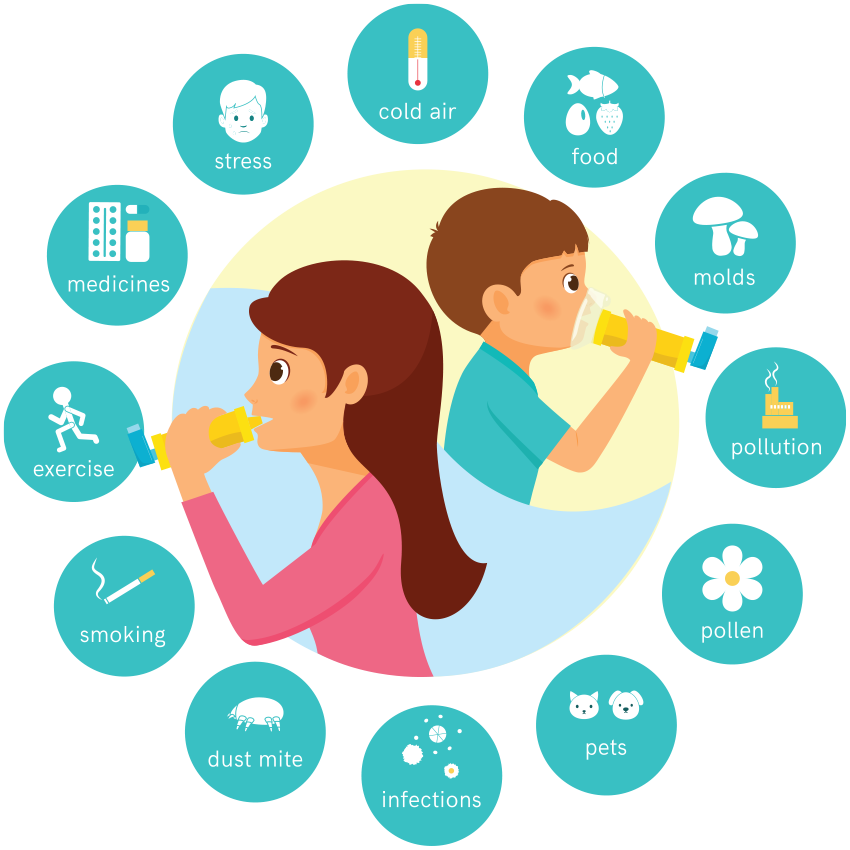 cold air
food
molds
pollution
pollen
pets
infections
dust mite
smoking
exercise
medicines
stress